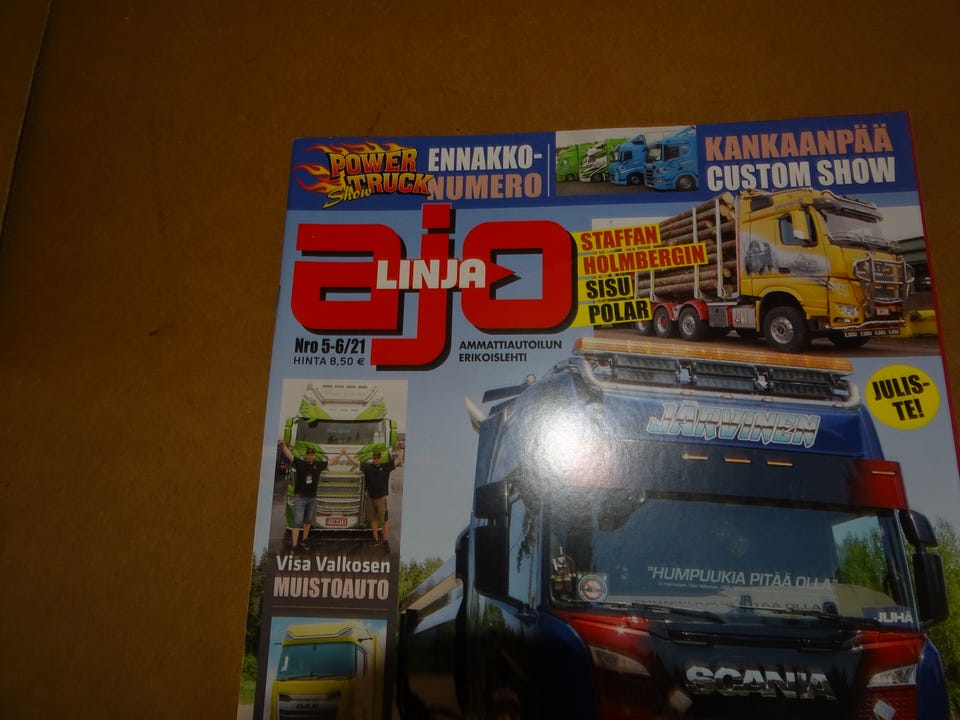 POWER
TRUCK
Show
ENNAKKO-
NUMERO
KANKAANPÄÄ
CUSTOM SHOW
ajo
LINJA
STAFFAN
HOLMBERGIN
SISU
POLAR
Nro 5-6/21
HINTA 8,50 €
AMMATTIAUTOILUN
ERIKOISLEHTI
JULIS-
TE!
JÄRVINEN
Visa Valkosen
MUISTOAUTO
"HUMPUUKIA PITÄÄ OLLA"
JUHA
SCANIA